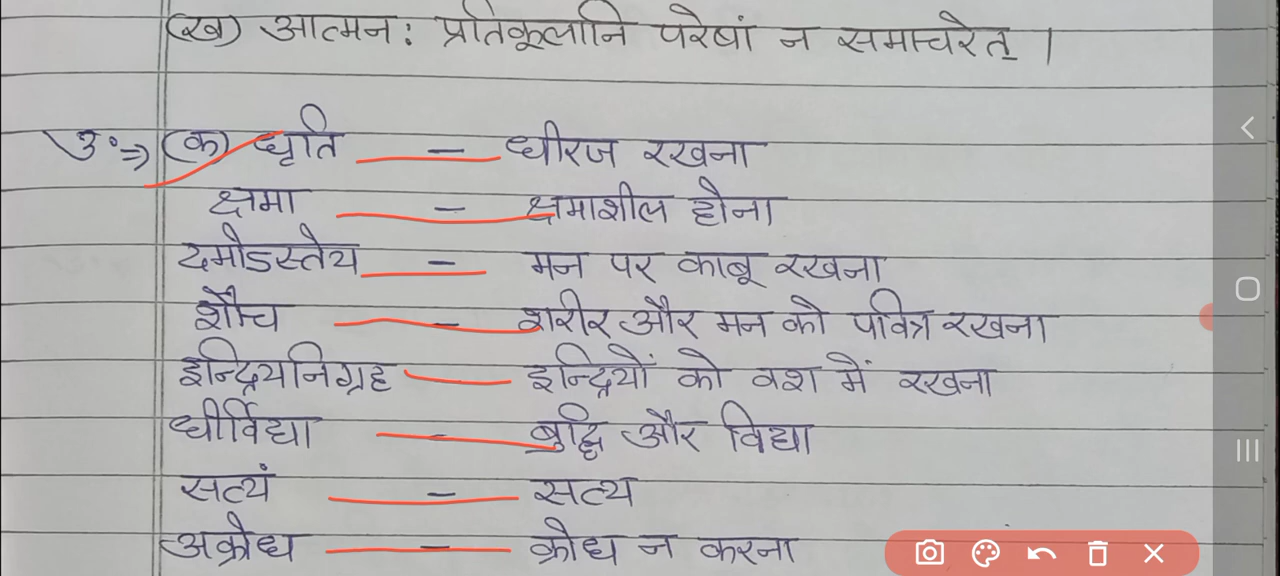 (ख) आत्मन: प्रतिकूलानि परेषां न समाचरेत् ।
उ॰⇒ (क) धृति - धीरज रखना
क्षमा - क्षमाशील होना
दमोऽस्तेय - मन पर काबू रखना
शौच - शरीर और मन को पवित्र रखना
इन्द्रियनिग्रह - इन्द्रियों को वश में रखना
धीर्विद्या - बुद्धि और विद्या
सत्यं - सत्य
अक्रोध - क्रोध न करना